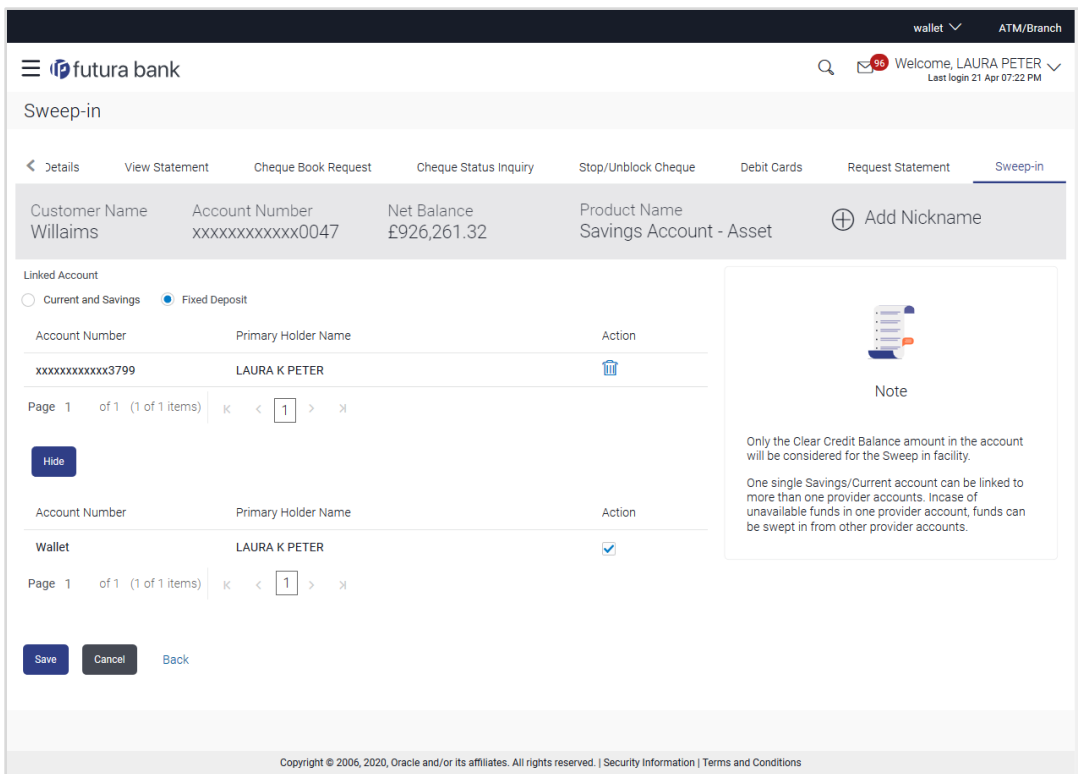 wallet ATM/Branch
futura bank 96 Welcome, LAURA PETER
Last login 21 Apr 07:22 PM
Sweep-in
Details View Statement Cheque Book Request Cheque Status Inquiry Stop/Unblock Cheque Debit Cards Request Statement Sweep-in
Customer Name Account Number Net Balance Product Name Add Nickname
Willaims xxxxxxxxxxxx0047 £926,261.32 Savings Account - Asset
Linked Account
Current and Savings Fixed Deposit
Account Number Primary Holder Name Action
xxxxxxxxxxxx3799 LAURA K PETER
Page 1 of 1 (1 of 1 items) 1
Hide
Account Number Primary Holder Name Action
Wallet LAURA K PETER
Page 1 of 1 (1 of 1 items) 1
Save Cancel Back
Note
Only the Clear Credit Balance amount in the account
will be considered for the Sweep in facility.
One single Savings/Current account can be linked to
more than one provider accounts. Incase of
unavailable funds in one provider account, funds can
be swept in from other provider accounts.
Copyright © 2006, 2020, Oracle and/or its affiliates. All rights reserved. | Security Information | Terms and Conditions